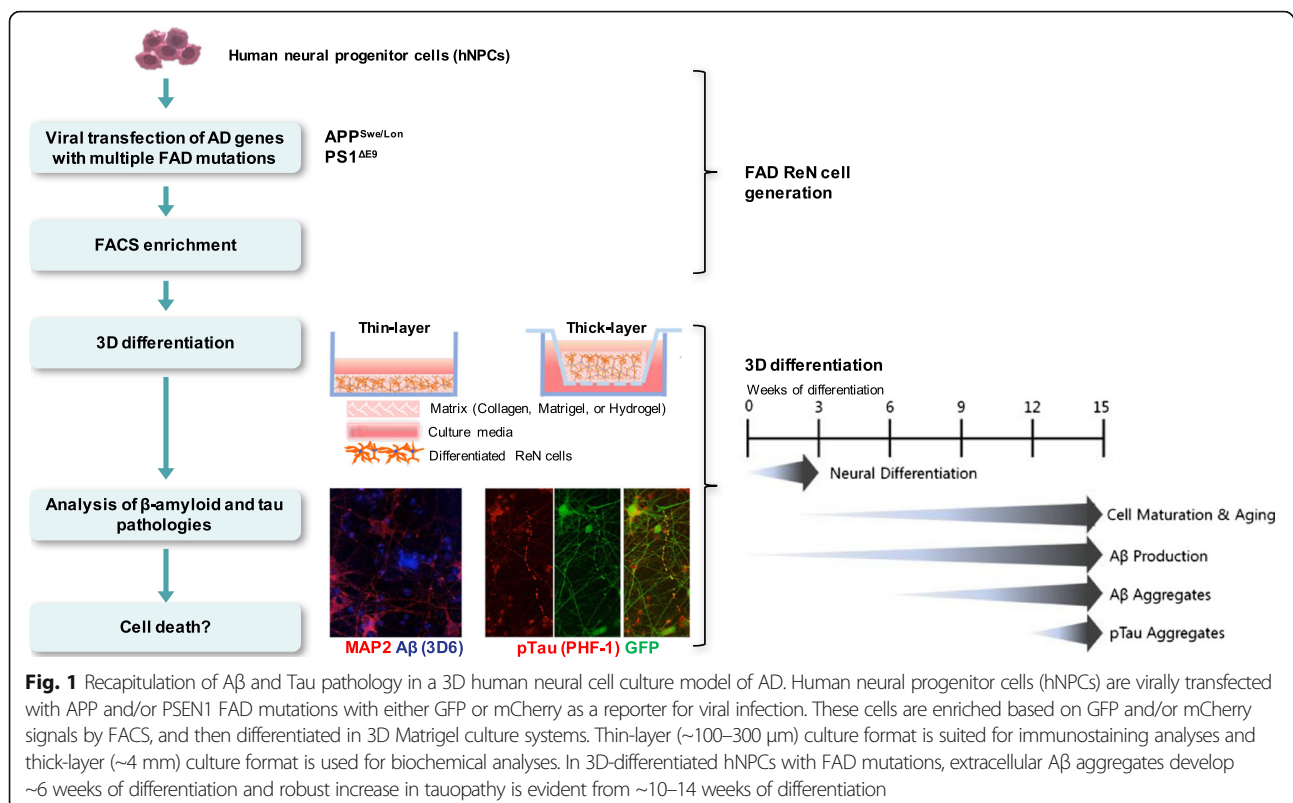 Human neural progenitor cells (hNPCs)
Viral transfection of AD genes
with multiple FAD mutations
APP^Swe/Lon
PS1^ΔE9
FAD ReN cell
generation
FACS enrichment
3D differentiation
Thin-layer
Thick-layer
Matrix (Collagen, Matrigel, or Hydrogel)
Culture media
Differentiated ReN cells
Analysis of β-amyloid and tau
pathologies
Cell death?
MAP2 Aβ (3D6)
pTau (PHF-1) GFP
3D differentiation
Weeks of differentiation
0 3 6 9 12 15
Neural Differentiation
Cell Maturation & Aging
Aβ Production
Aβ Aggregates
pTau Aggregates
Fig. 1 Recapitulation of Aβ and Tau pathology in a 3D human neural cell culture model of AD. Human neural progenitor cells (hNPCs) are virally transfected
with APP and/or PSEN1 FAD mutations with either GFP or mCherry as a reporter for viral infection. These cells are enriched based on GFP and/or mCherry
signals by FACS, and then differentiated in 3D Matrigel culture systems. Thin-layer (~100–300 μm) culture format is suited for immunostaining analyses and
thick-layer (~4 mm) culture format is used for biochemical analyses. In 3D-differentiated hNPCs with FAD mutations, extracellular Aβ aggregates develop
~6 weeks of differentiation and robust increase in tauopathy is evident from ~10–14 weeks of differentiation